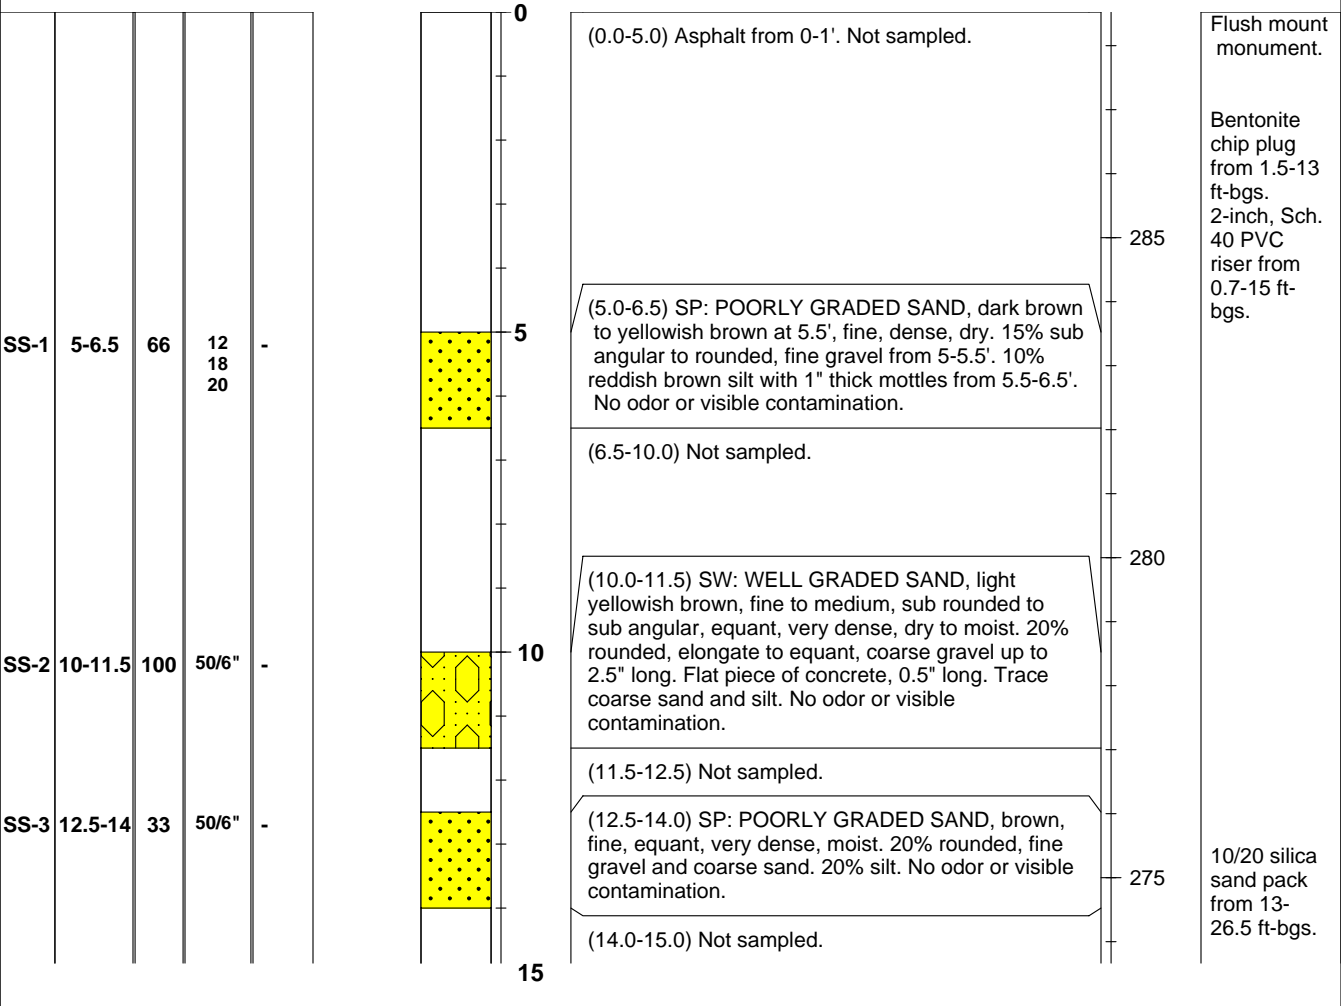 0
(0.0-5.0) Asphalt from 0-1'. Not sampled.
Flush mount
monument.
Bentonite
chip plug
from 1.5-13
ft-bgs.
2-inch, Sch.
40 PVC
riser from
0.7-15 ft-
bgs.
285
SS-1 5-6.5 66 12 -
18
20
5
(5.0-6.5) SP: POORLY GRADED SAND, dark brown
to yellowish brown at 5.5', fine, dense, dry. 15% sub
angular to rounded, fine gravel from 5-5.5'. 10%
reddish brown silt with 1" thick mottles from 5.5-6.5'.
No odor or visible contamination.
(6.5-10.0) Not sampled.
280
SS-2 10-11.5 100 50/6" -
10
(10.0-11.5) SW: WELL GRADED SAND, light
yellowish brown, fine to medium, sub rounded to
sub angular, equant, very dense, dry to moist. 20%
rounded, elongate to equant, coarse gravel up to
2.5" long. Flat piece of concrete, 0.5" long. Trace
coarse sand and silt. No odor or visible
contamination.
(11.5-12.5) Not sampled.
SS-3 12.5-14 33 50/6" -
(12.5-14.0) SP: POORLY GRADED SAND, brown,
fine, equant, very dense, moist. 20% rounded, fine
gravel and coarse sand. 20% silt. No odor or visible
contamination.
275
10/20 silica
sand pack
from 13-
26.5 ft-bgs.
(14.0-15.0) Not sampled.
15